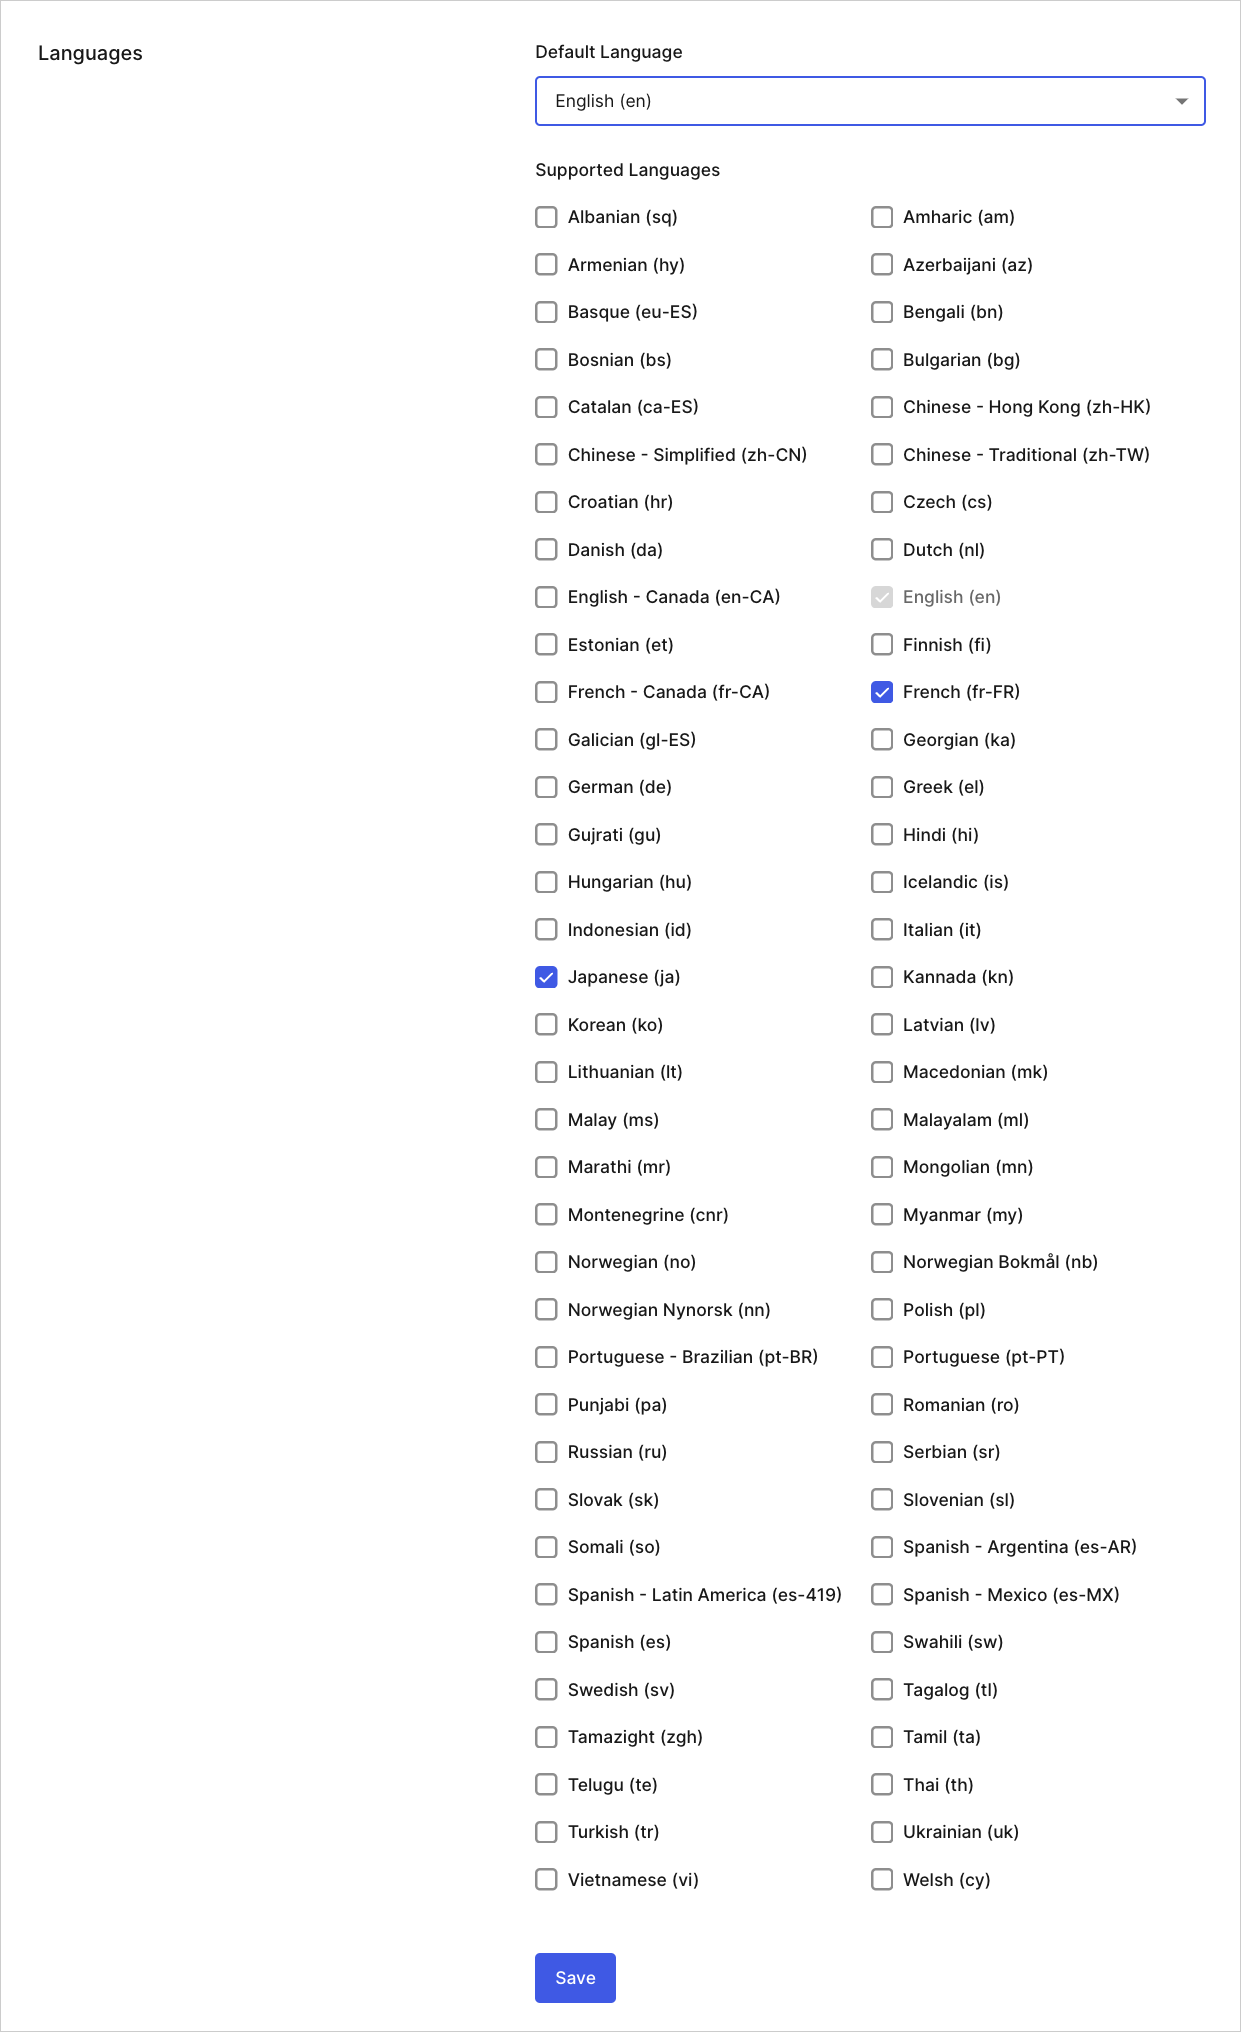 Languages
Default Language
English (en)
Supported Languages
Albanian (sq)
Amharic (am)
Armenian (hy)
Azerbaijani (az)
Basque (eu-ES)
Bengali (bn)
Bosnian (bs)
Bulgarian (bg)
Catalan (ca-ES)
Chinese - Hong Kong (zh-HK)
Chinese - Simplified (zh-CN)
Chinese - Traditional (zh-TW)
Croatian (hr)
Czech (cs)
Danish (da)
Dutch (nl)
English - Canada (en-CA)
English (en)
Estonian (et)
Finnish (fi)
French - Canada (fr-CA)
French (fr-FR)
Galician (gl-ES)
Georgian (ka)
German (de)
Greek (el)
Gujrati (gu)
Hindi (hi)
Hungarian (hu)
Icelandic (is)
Indonesian (id)
Italian (it)
Japanese (ja)
Kannada (kn)
Korean (ko)
Latvian (lv)
Lithuanian (lt)
Macedonian (mk)
Malay (ms)
Malayalam (ml)
Marathi (mr)
Mongolian (mn)
Montenegrine (cnr)
Myanmar (my)
Norwegian (no)
Norwegian Bokmål (nb)
Norwegian Nynorsk (nn)
Polish (pl)
Portuguese - Brazilian (pt-BR)
Portuguese (pt-PT)
Punjabi (pa)
Romanian (ro)
Russian (ru)
Serbian (sr)
Slovak (sk)
Slovenian (sl)
Somali (so)
Spanish - Argentina (es-AR)
Spanish - Latin America (es-419)
Spanish - Mexico (es-MX)
Spanish (es)
Swahili (sw)
Swedish (sv)
Tagalog (tl)
Tamazight (zgh)
Tamil (ta)
Telugu (te)
Thai (th)
Turkish (tr)
Ukrainian (uk)
Vietnamese (vi)
Welsh (cy)
Save